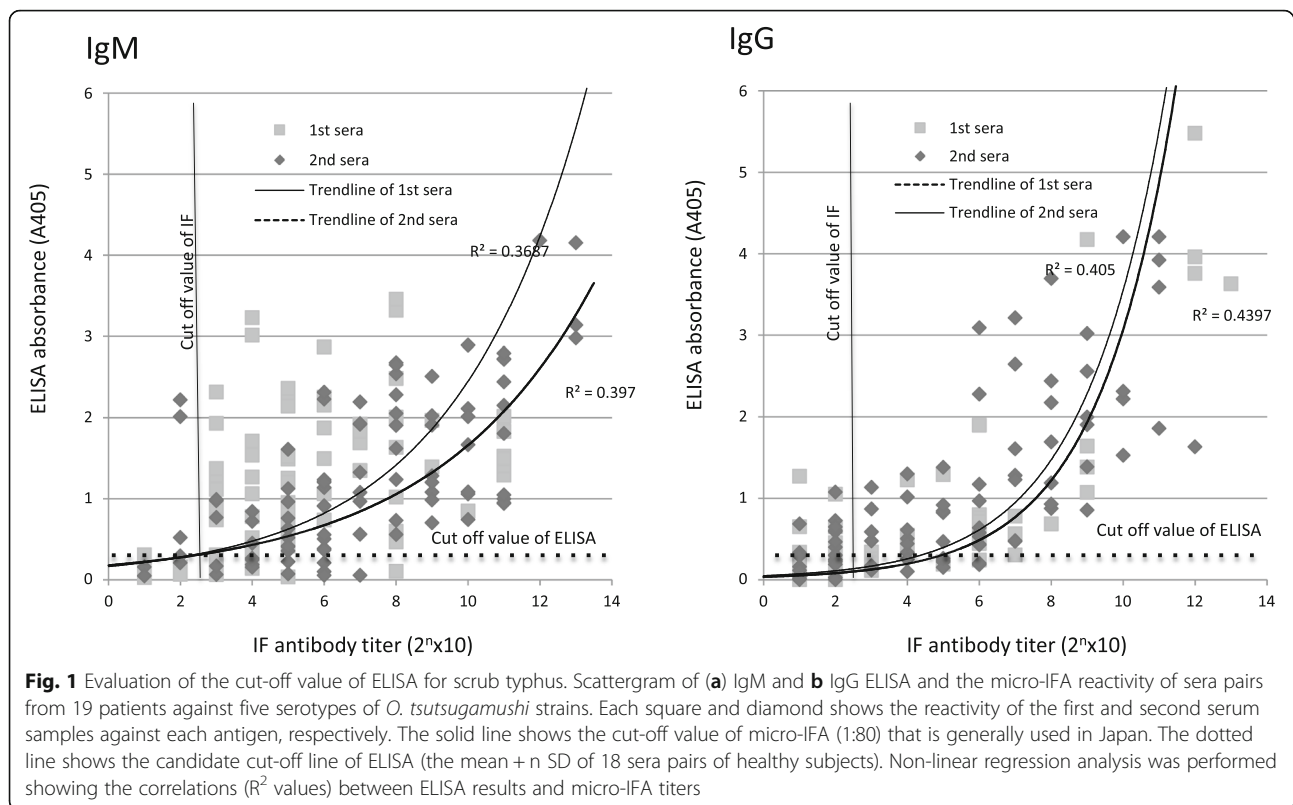 IgM
6
5
4
3
2
1
0
0 2 4 6 8 10 12 14
ELISA absorbance (A405)
IF antibody titer (2ⁿx10)
1st sera
2nd sera
Trendline of 1st sera
Trendline of 2nd sera
Cut off value of IF
R² = 0.3687
R² = 0.397
Cut off value of ELISA
IgG
6
5
4
3
2
1
0
0 2 4 6 8 10 12 14
ELISA absorbance (A405)
IF antibody titer (2ⁿx10)
1st sera
2nd sera
Trendline of 1st sera
Trendline of 2nd sera
Cut off value of IF
R² = 0.405
R² = 0.4397
Cut off value of ELISA
Fig. 1 Evaluation of the cut-off value of ELISA for scrub typhus. Scattergram of (a) IgM and b IgG ELISA and the micro-IFA reactivity of sera pairs
from 19 patients against five serotypes of O. tsutsugamushi strains. Each square and diamond shows the reactivity of the first and second serum
samples against each antigen, respectively. The solid line shows the cut-off value of micro-IFA (1:80) that is generally used in Japan. The dotted
line shows the candidate cut-off line of ELISA (the mean + n SD of 18 sera pairs of healthy subjects). Non-linear regression analysis was performed
showing the correlations (R² values) between ELISA results and micro-IFA titers